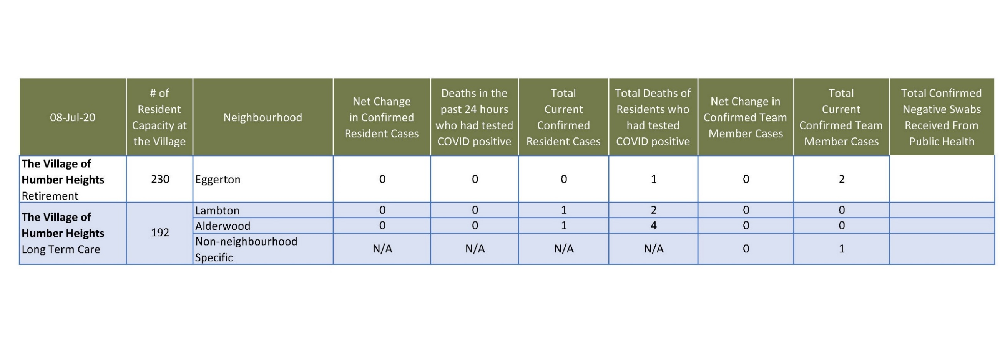 08-Jul-20
# of
Resident
Capacity at
the Village
Neighbourhood
Net Change
in Confirmed
Resident Cases
Deaths in the
past 24 hours
who had tested
COVID positive
Total
Current
Confirmed
Resident Cases
Total Deaths of
Residents who
had tested
COVID positive
Net Change in
Confirmed Team
Member Cases
Total
Current
Confirmed Team
Member Cases
Total Confirmed
Negative Swabs
Received From
Public Health
The Village of
Humber Heights
Retirement
230
Eggerton
0
0
0
1
0
2
The Village of
Humber Heights
Long Term Care
192
Lambton
0
0
1
2
0
0
Alderwood
0
0
1
4
0
0
Non-neighbourhood
Specific
N/A
N/A
N/A
N/A
0
1